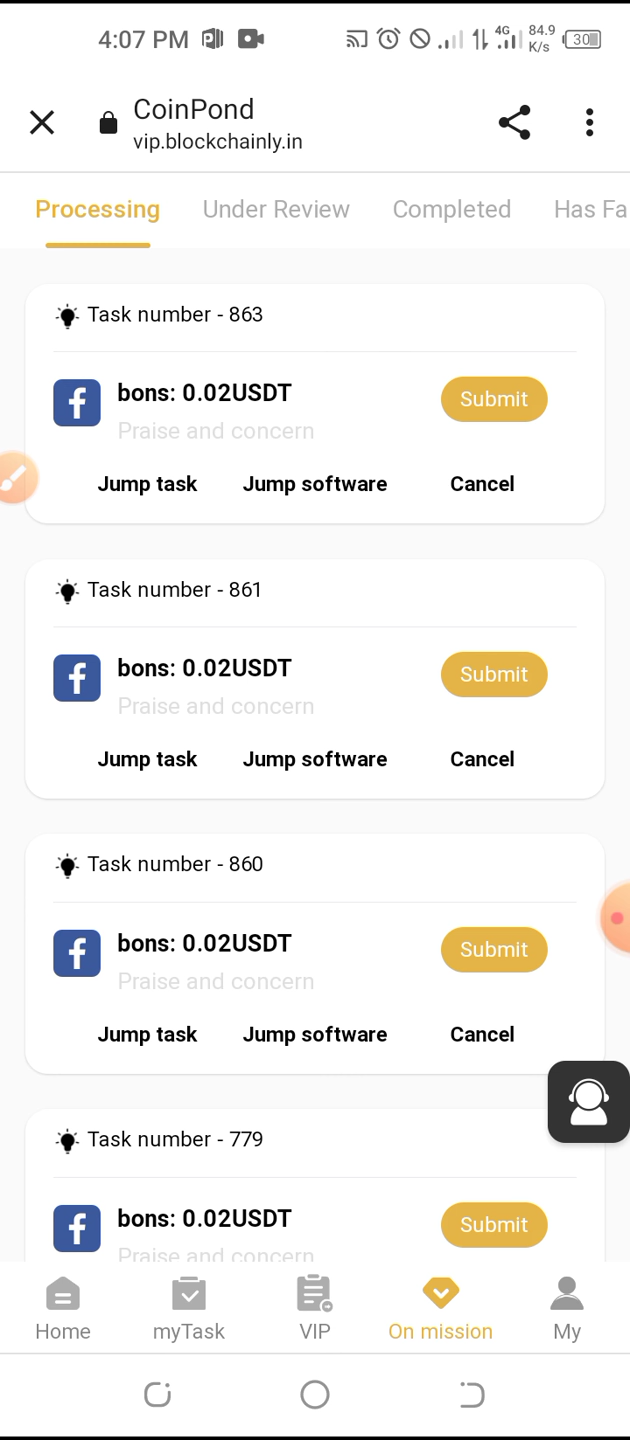 4:07 PM
4G
84.9
K/s
30
CoinPond
vip.blockchainly.in
Processing
Under Review
Completed
Has Fa
Task number - 863
bons: 0.02USDT
Submit
Praise and concern
Jump task
Jump software
Cancel
Task number - 861
bons: 0.02USDT
Submit
Praise and concern
Jump task
Jump software
Cancel
Task number - 860
bons: 0.02USDT
Submit
Praise and concern
Jump task
Jump software
Cancel
Task number - 779
bons: 0.02USDT
Submit
Praise and concern
Home
myTask
VIP
On mission
My